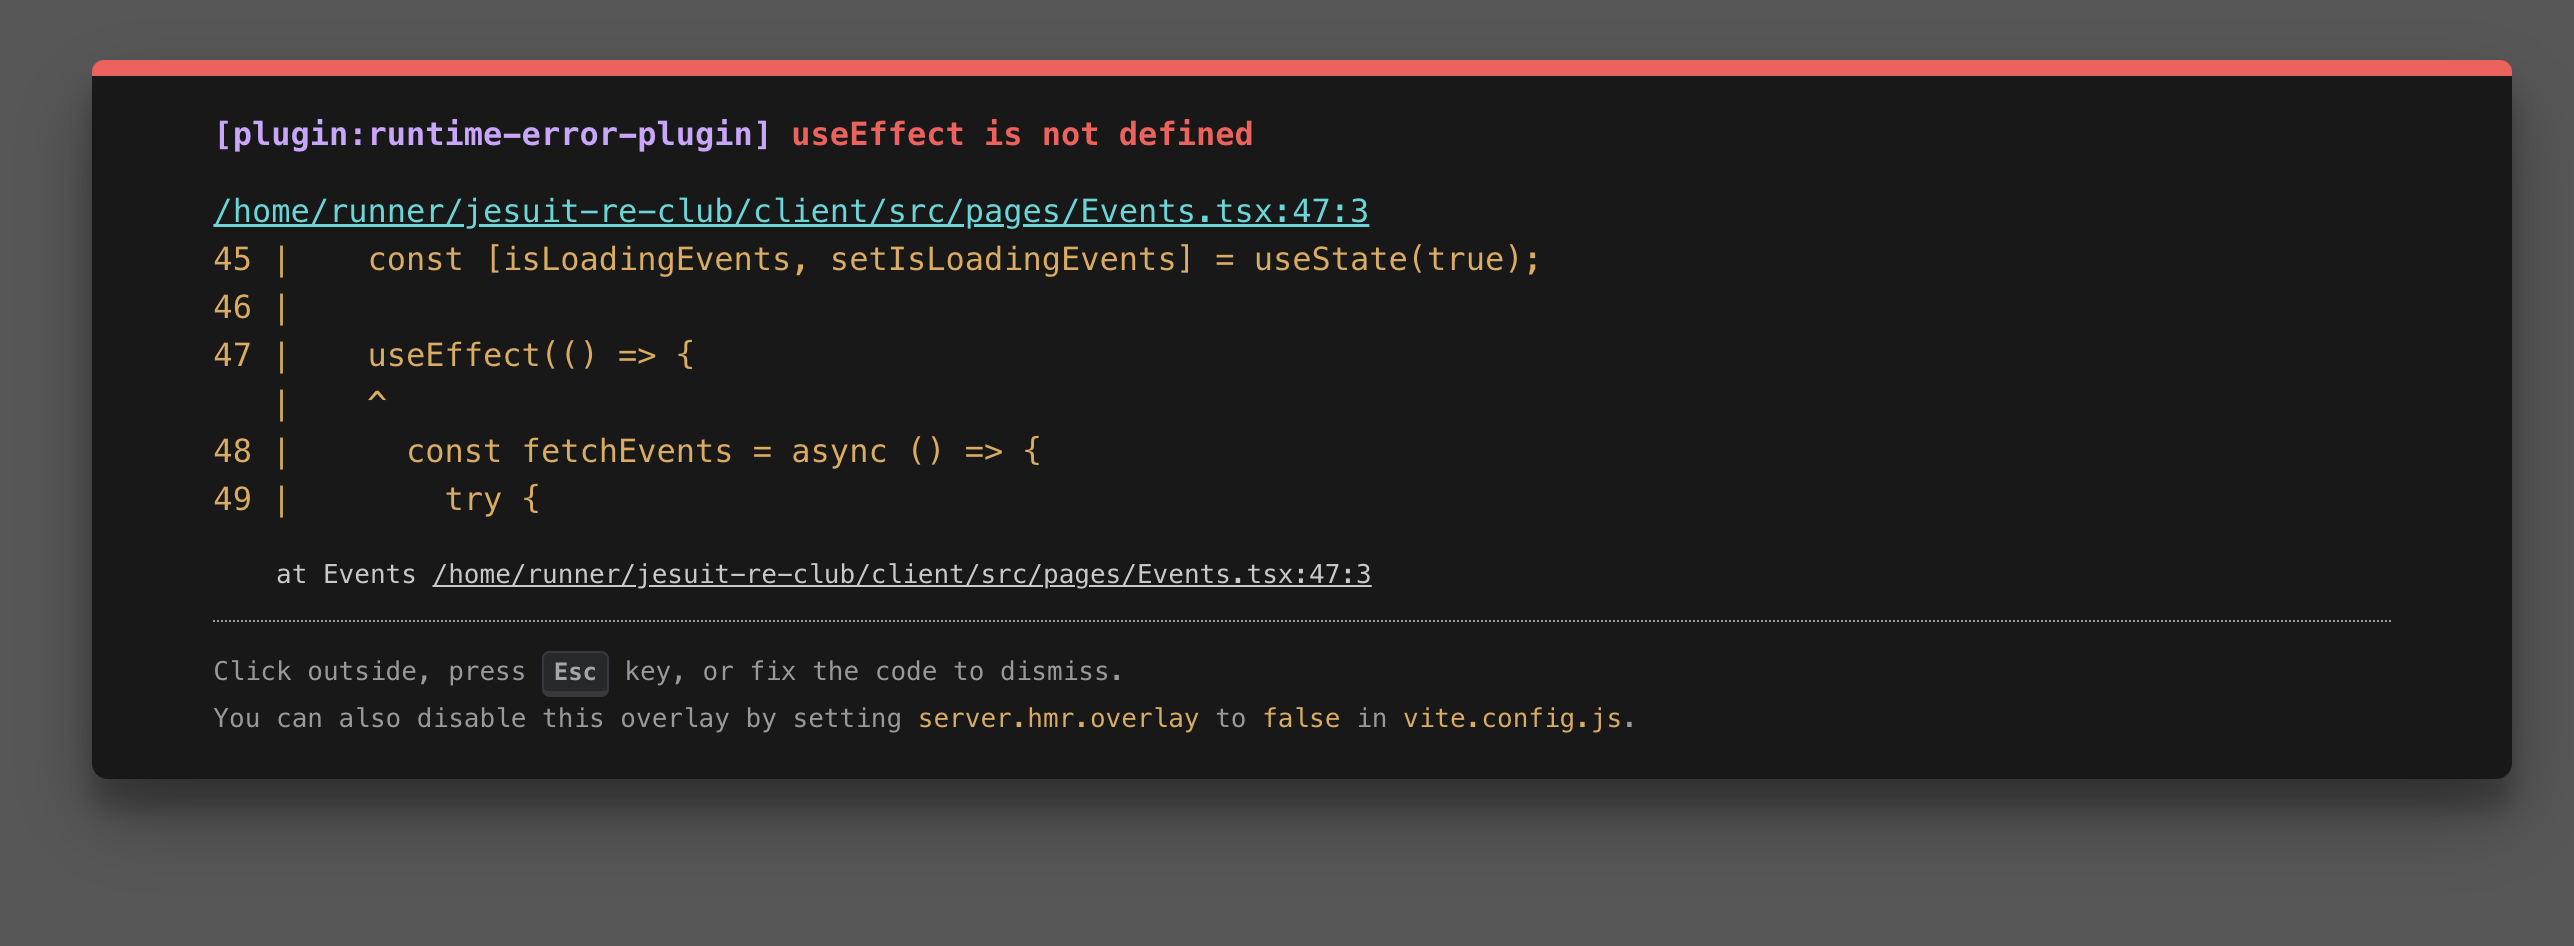 [plugin:runtime-error-plugin] useEffect is not defined
/home/runner/jesuit-re-club/client/src/pages/Events.tsx:47:3
45 |    const [isLoadingEvents, setIsLoadingEvents] = useState(true);
46 |
47 |    useEffect(() => {
   |    ^
48 |      const fetchEvents = async () => {
49 |        try {
    at Events /home/runner/jesuit-re-club/client/src/pages/Events.tsx:47:3
Click outside, press Esc key, or fix the code to dismiss.
You can also disable this overlay by setting server.hmr.overlay to false in vite.config.js.